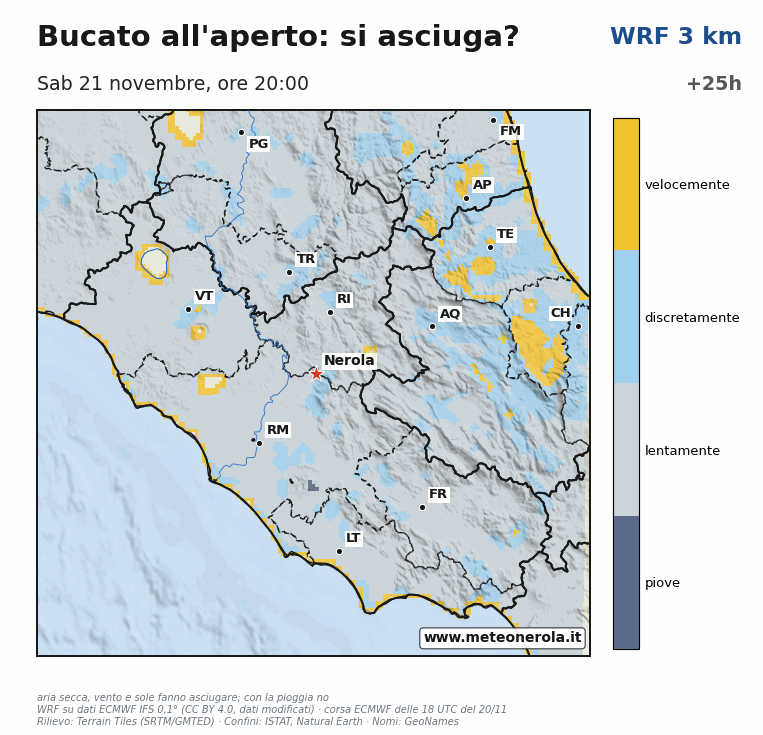 Bucato all'aperto: si asciuga?
WRF 3 km
Sab 21 novembre, ore 20:00
+25h
FM
PG
AP
TE
TR
VT
RI
AQ
CH
Nerola
RM
FR
LT
www.meteonerola.it
velocemente
discretamente
lentamente
piove
aria secca, vento e sole fanno asciugare; con la pioggia no
WRF su dati ECMWF IFS 0,1° (CC BY 4.0, dati modificati) · corsa ECMWF delle 18 UTC del 20/11
Rilievo: Terrain Tiles (SRTM/GMTED) · Confini: ISTAT, Natural Earth · Nomi: GeoNames